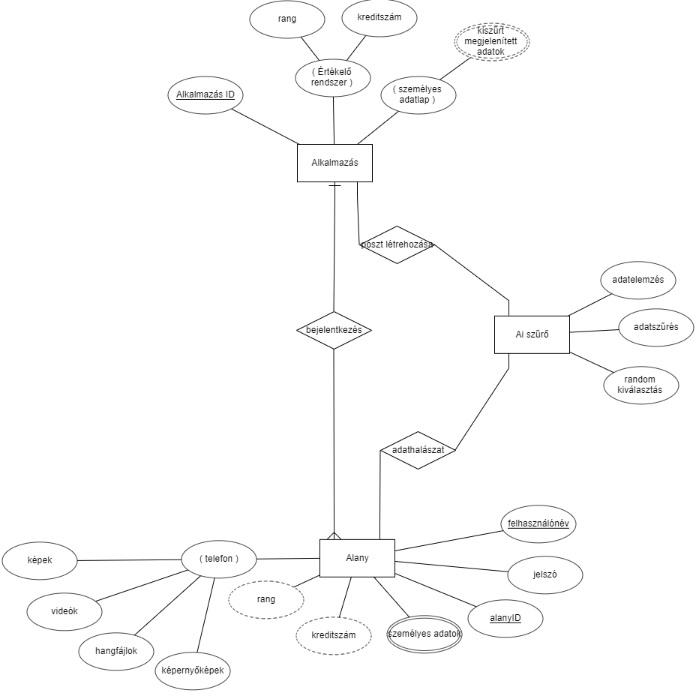 rang
kreditszám
kiszűrt
megjelenített
adatok
( Értékelő
rendszer )
( személyes
adatlap )
Alkalmazás ID
Alkalmazás
poszt létrehozása
adatelemzés
bejelentkezés
Ai szűrő
adatszűrés
random
kiválasztás
adathalászat
felhasználónév
képek
( telefon )
Alany
jelszó
rang
videók
alanyID
kreditszám
személyes adatok
hangfájlok
képernyőképek